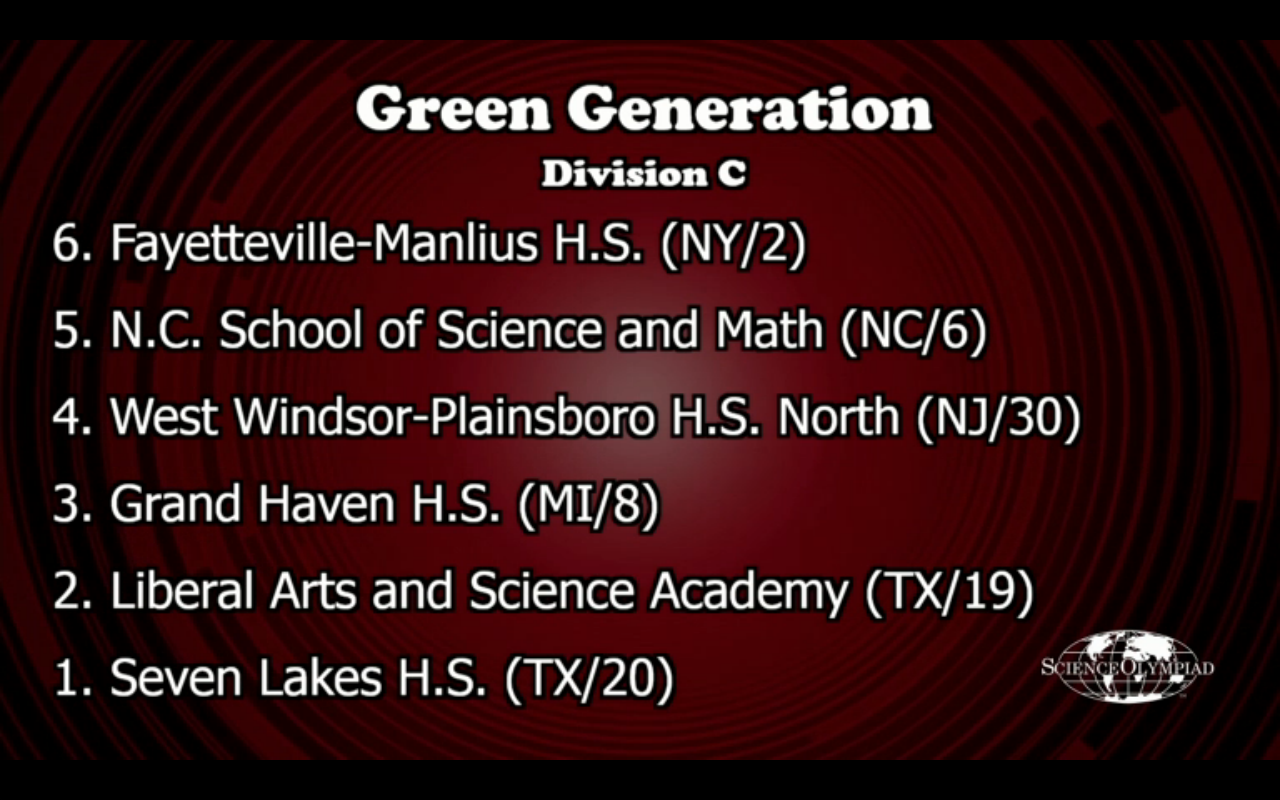 Green Generation
Division C
6. Fayetteville-Manlius H.S. (NY/2)
5. N.C. School of Science and Math (NC/6)
4. West Windsor-Plainsboro H.S. North (NJ/30)
3. Grand Haven H.S. (MI/8)
2. Liberal Arts and Science Academy (TX/19)
1. Seven Lakes H.S. (TX/20)
SCIENCE OLYMPIAD